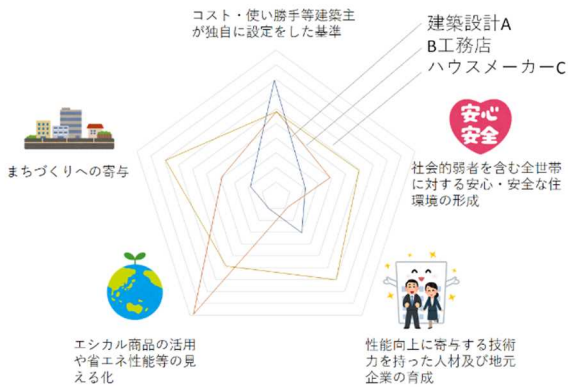 コスト・使い勝手等建築主
が独自に設定をした基準
建築設計A
B工務店
ハウスメーカーC
安心
安全
社会的弱者を含む全世帯
に対する安心・安全な住
環境の形成
性能向上に寄与する技術
力を持った人材及び地元
企業の育成
エシカル商品の活用
や省エネ性能等の見
える化
まちづくりへの寄与